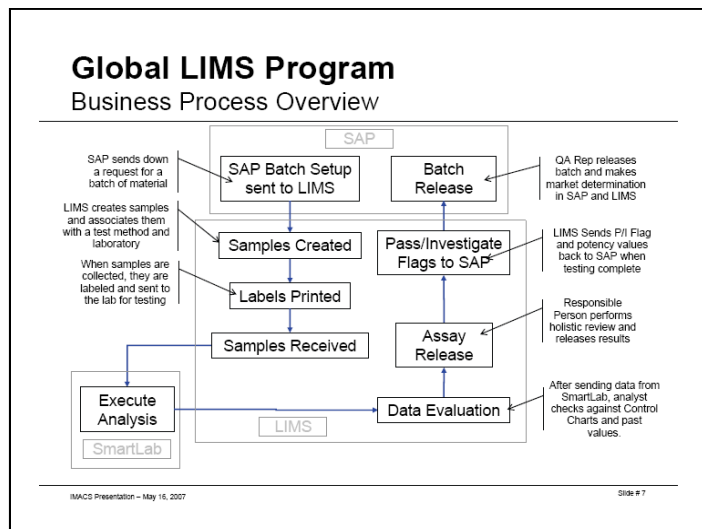 Global LIMS Program
Business Process Overview
SAP
SAP sends down
a request for a
batch of material
SAP Batch Setup
sent to LIMS
Batch
Release
QA Rep releases
batch and makes
market determination
in SAP and LIMS
LIMS creates samples
and associates them
with a test method and
laboratory
Samples Created
Pass/Investigate
Flags to SAP
LIMS Sends P/I Flag
and potency values
back to SAP when
testing complete
When samples are
collected, they are
labeled and sent to
the lab for testing
Labels Printed
Samples Received
Assay
Release
Responsible
Person performs
holistic review and
releases results
Execute
Analysis
SmartLab
LIMS
Data Evaluation
After sending data from
SmartLab, analyst
checks against Control
Charts and past
values.
IMACS Presentation – May 16, 2007
Slide # 7